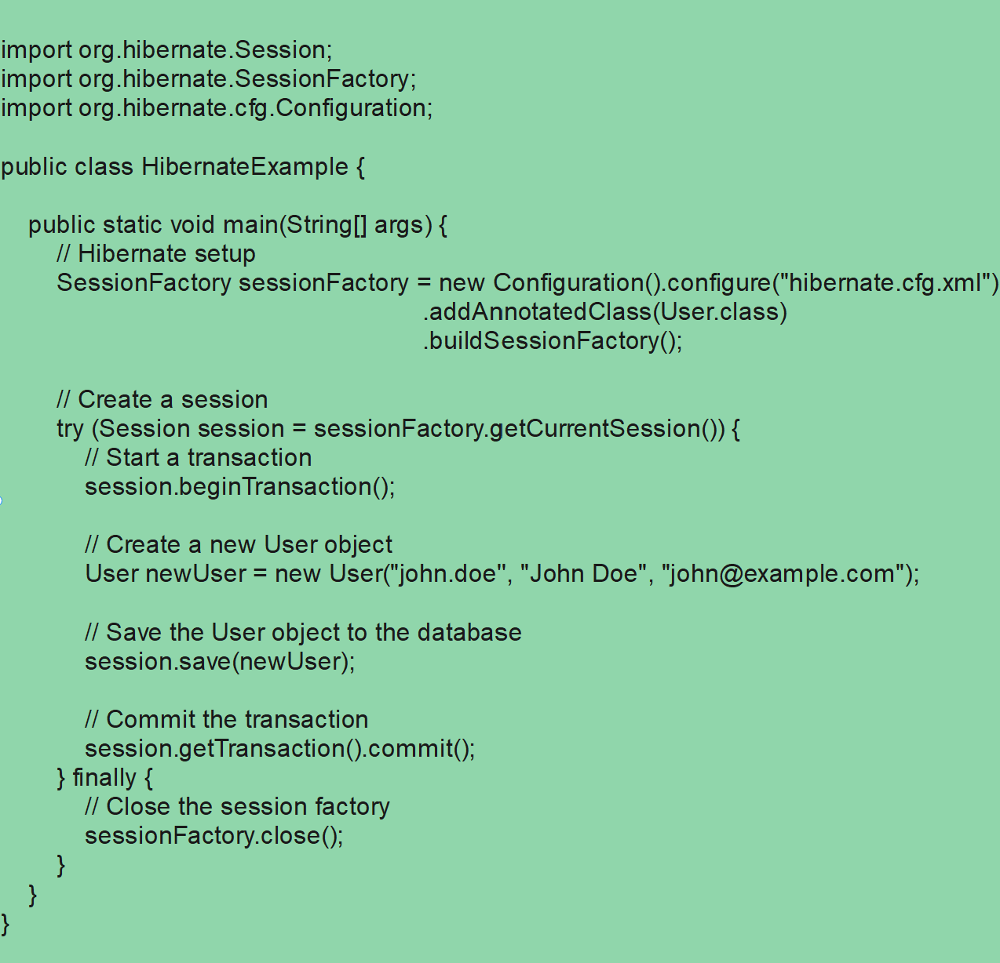 import org.hibernate.Session;
import org.hibernate.SessionFactory;
import org.hibernate.cfg.Configuration;
public class HibernateExample {
public static void main(String[] args) {
// Hibernate setup
SessionFactory sessionFactory = new Configuration().configure("hibernate.cfg.xml")
.addAnnotatedClass(User.class)
.buildSessionFactory();
// Create a session
try (Session session = sessionFactory.getCurrentSession()) {
// Start a transaction
session.beginTransaction();
// Create a new User object
User newUser = new User("john.doe", "John Doe", "john@example.com");
// Save the User object to the database
session.save(newUser);
// Commit the transaction
session.getTransaction().commit();
} finally {
// Close the session factory
sessionFactory.close();
}
}
}